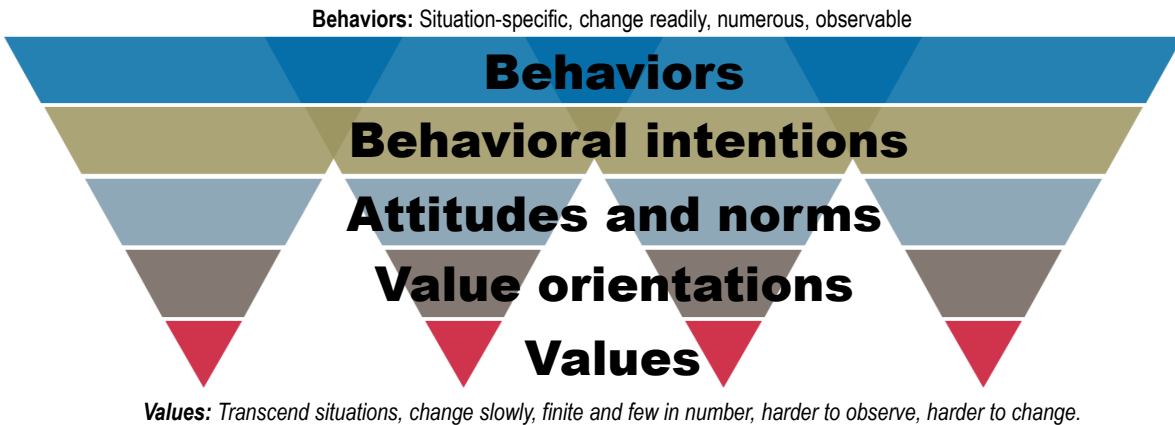 Behaviors: Situation-specific, change readily, numerous, observable
Behaviors
Behavioral intentions
Attitudes and norms
Value orientations
Values
Values: Transcend situations, change slowly, finite and few in number, harder to observe, harder to change.